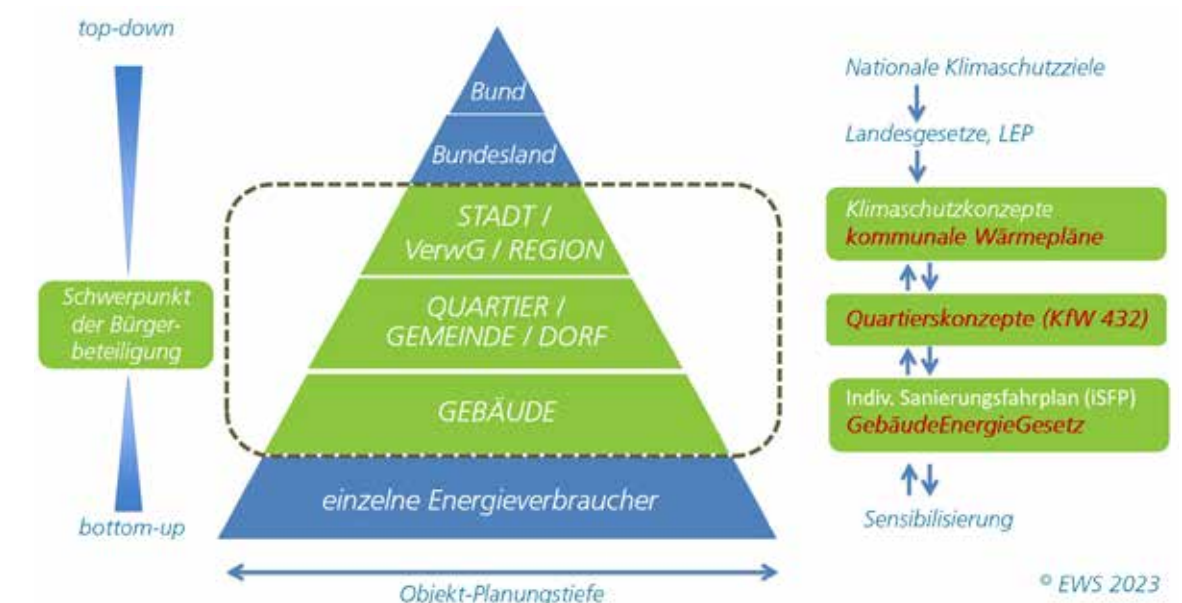 top-down
Schwerpunkt
der Bürger-
beteiligung
bottom-up
Bund
Bundesland
STADT /
VerwG / REGION
QUARTIER /
GEMEINDE / DORF
GEBÄUDE
einzelne Energieverbraucher
Objekt-Planungstiefe
Nationale Klimaschutzziele
Landesgesetze, LEP
Klimaschutzkonzepte
kommunale Wärmepläne
Quartierskonzepte (KfW 432)
Indiv. Sanierungsfahrplan (iSFP)
GebäudeEnergieGesetz
Sensibilisierung
© EWS 2023